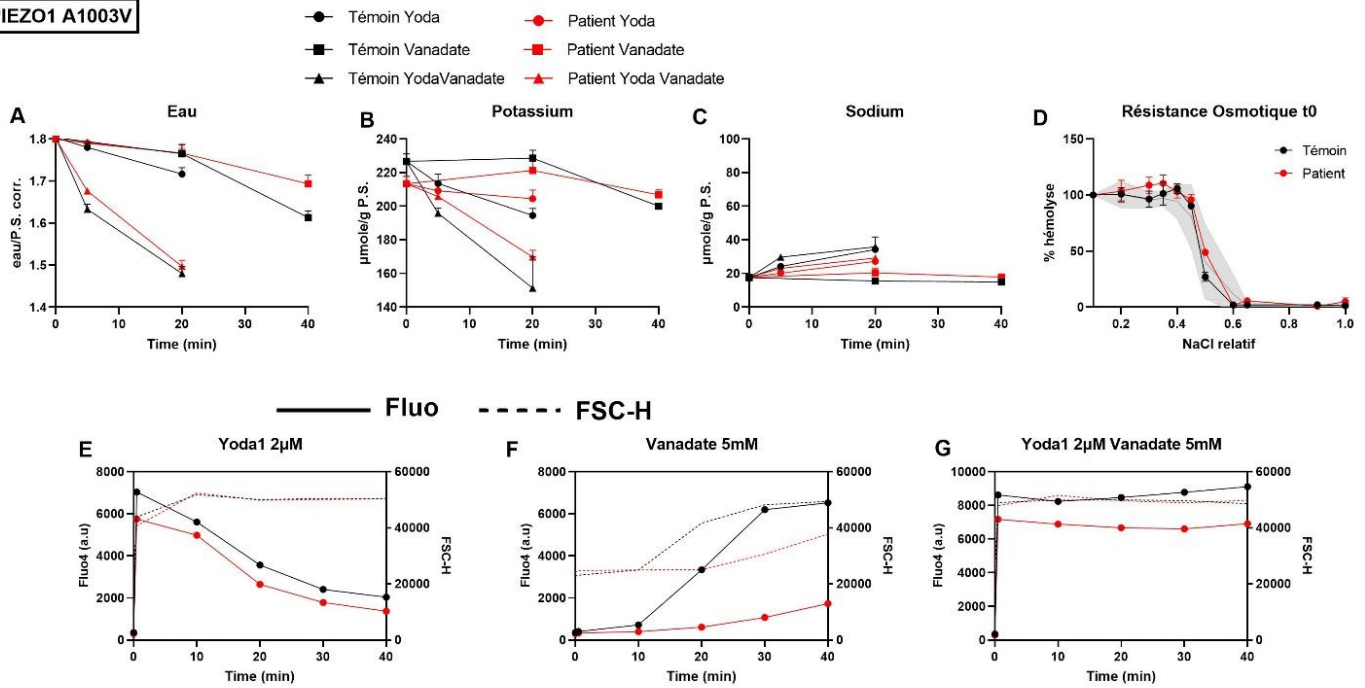 PIEZO1 A1003V
Témoin Yoda
Patient Yoda
Témoin Vanadate
Patient Vanadate
Témoin YodaVanadate
Patient Yoda Vanadate
A
Eau
1.8
1.7
1.6
1.5
1.4
eau/P.S. corr.
0
10
20
30
40
Time (min)
B
Potassium
240
220
200
180
160
140
µmole/g P.S.
0
10
20
30
40
Time (min)
C
Sodium
100
80
60
40
20
0
µmole/g P.S.
0
10
20
30
40
Time (min)
D
Résistance Osmotique t0
150
100
50
0
% hémolyse
0.2
0.4
0.6
0.8
1.0
NaCl relatif
Témoin
Patient
Fluo
FSC-H
E
Yoda1 2µM
8000
6000
4000
2000
0
Fluo4 (a.u)
60000
40000
20000
0
FSC-H
0
10
20
30
40
Time (min)
F
Vanadate 5mM
8000
6000
4000
2000
0
Fluo4 (a.u)
60000
40000
20000
0
FSC-H
0
10
20
30
40
Time (min)
G
Yoda1 2µM Vanadate 5mM
10000
8000
6000
4000
2000
0
Fluo4 (a.u)
60000
40000
20000
0
FSC-H
0
10
20
30
40
Time (min)